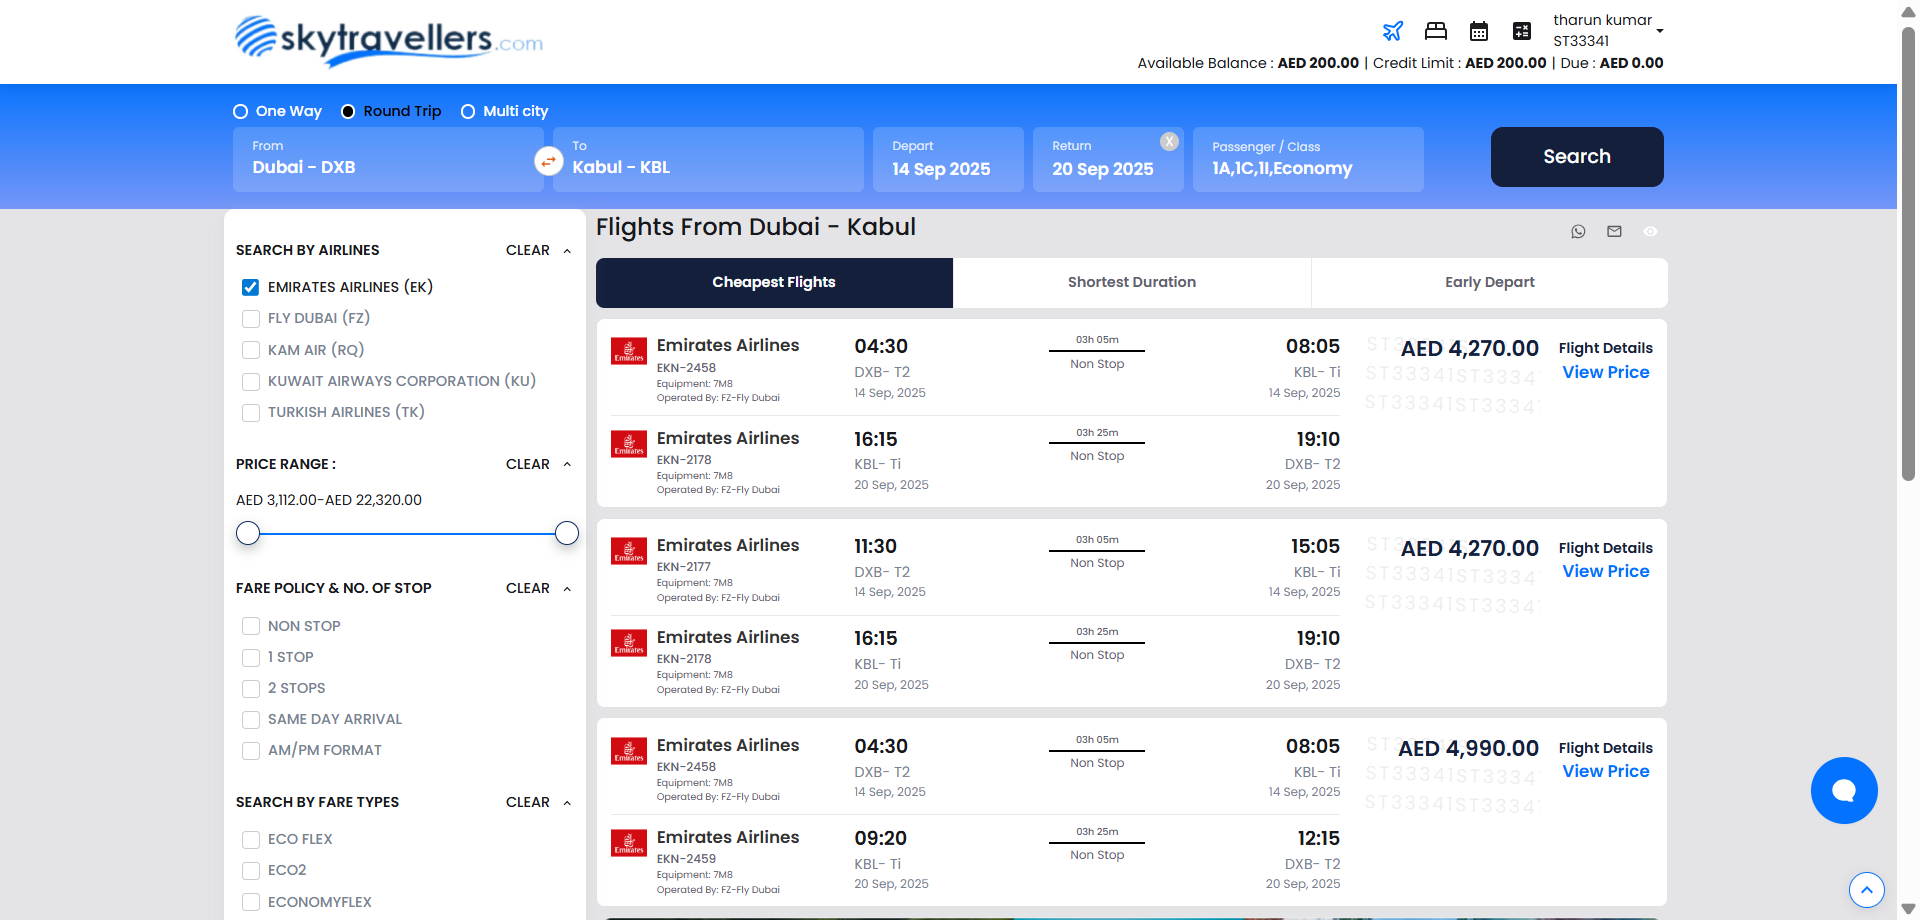 skytravellers.com
tharun kumar
ST33341
Available Balance : AED 200.00 | Credit Limit : AED 200.00 | Due : AED 0.00
One Way
Round Trip
Multi city
From
Dubai - DXB
To
Kabul - KBL
Depart
14 Sep 2025
Return
X
20 Sep 2025
Passenger / Class
1A,1C,1I,Economy
Search
SEARCH BY AIRLINES
CLEAR
EMIRATES AIRLINES (EK)
FLY DUBAI (FZ)
KAM AIR (RQ)
KUWAIT AIRWAYS CORPORATION (KU)
TURKISH AIRLINES (TK)
PRICE RANGE :
CLEAR
AED 3,112.00-AED 22,320.00
FARE POLICY & NO. OF STOP
CLEAR
NON STOP
1 STOP
2 STOPS
SAME DAY ARRIVAL
AM/PM FORMAT
SEARCH BY FARE TYPES
CLEAR
ECO FLEX
ECO2
ECONOMYFLEX
Flights From Dubai - Kabul
Cheapest Flights
Shortest Duration
Early Depart
Emirates
Emirates Airlines
EKN-2458
Equipment: 7M8
Operated By: FZ-Fly Dubai
04:30
DXB- T2
14 Sep, 2025
03h 05m
Non Stop
08:05
KBL- Ti
14 Sep, 2025
AED 4,270.00
ST33341ST3334
ST33341ST3334
Flight Details
View Price
Emirates
Emirates Airlines
EKN-2178
Equipment: 7M8
Operated By: FZ-Fly Dubai
16:15
KBL- Ti
20 Sep, 2025
03h 25m
Non Stop
19:10
DXB- T2
20 Sep, 2025
Emirates
Emirates Airlines
EKN-2177
Equipment: 7M8
Operated By: FZ-Fly Dubai
11:30
DXB- T2
14 Sep, 2025
03h 05m
Non Stop
15:05
KBL- Ti
14 Sep, 2025
AED 4,270.00
ST33341ST3334
ST33341ST3334
Flight Details
View Price
Emirates
Emirates Airlines
EKN-2178
Equipment: 7M8
Operated By: FZ-Fly Dubai
16:15
KBL- Ti
20 Sep, 2025
03h 25m
Non Stop
19:10
DXB- T2
20 Sep, 2025
Emirates
Emirates Airlines
EKN-2458
Equipment: 7M8
Operated By: FZ-Fly Dubai
04:30
DXB- T2
14 Sep, 2025
03h 05m
Non Stop
08:05
KBL- Ti
14 Sep, 2025
AED 4,990.00
ST33341ST3334
ST33341ST3334
Flight Details
View Price
Emirates
Emirates Airlines
EKN-2459
Equipment: 7M8
Operated By: FZ-Fly Dubai
09:20
KBL- Ti
20 Sep, 2025
03h 25m
Non Stop
12:15
DXB- T2
20 Sep, 2025